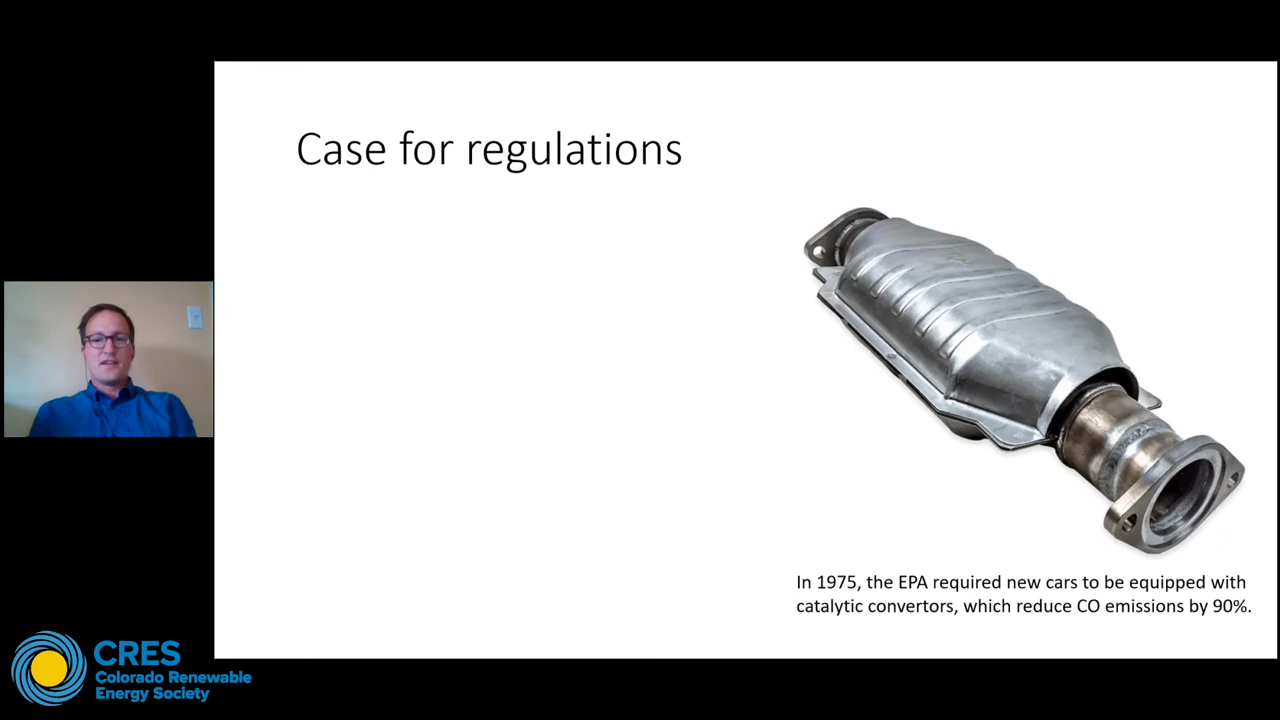 Case for regulations
In 1975, the EPA required new cars to be equipped with
catalytic convertors, which reduce CO emissions by 90%.
CRES
Colorado Renewable
Energy Society